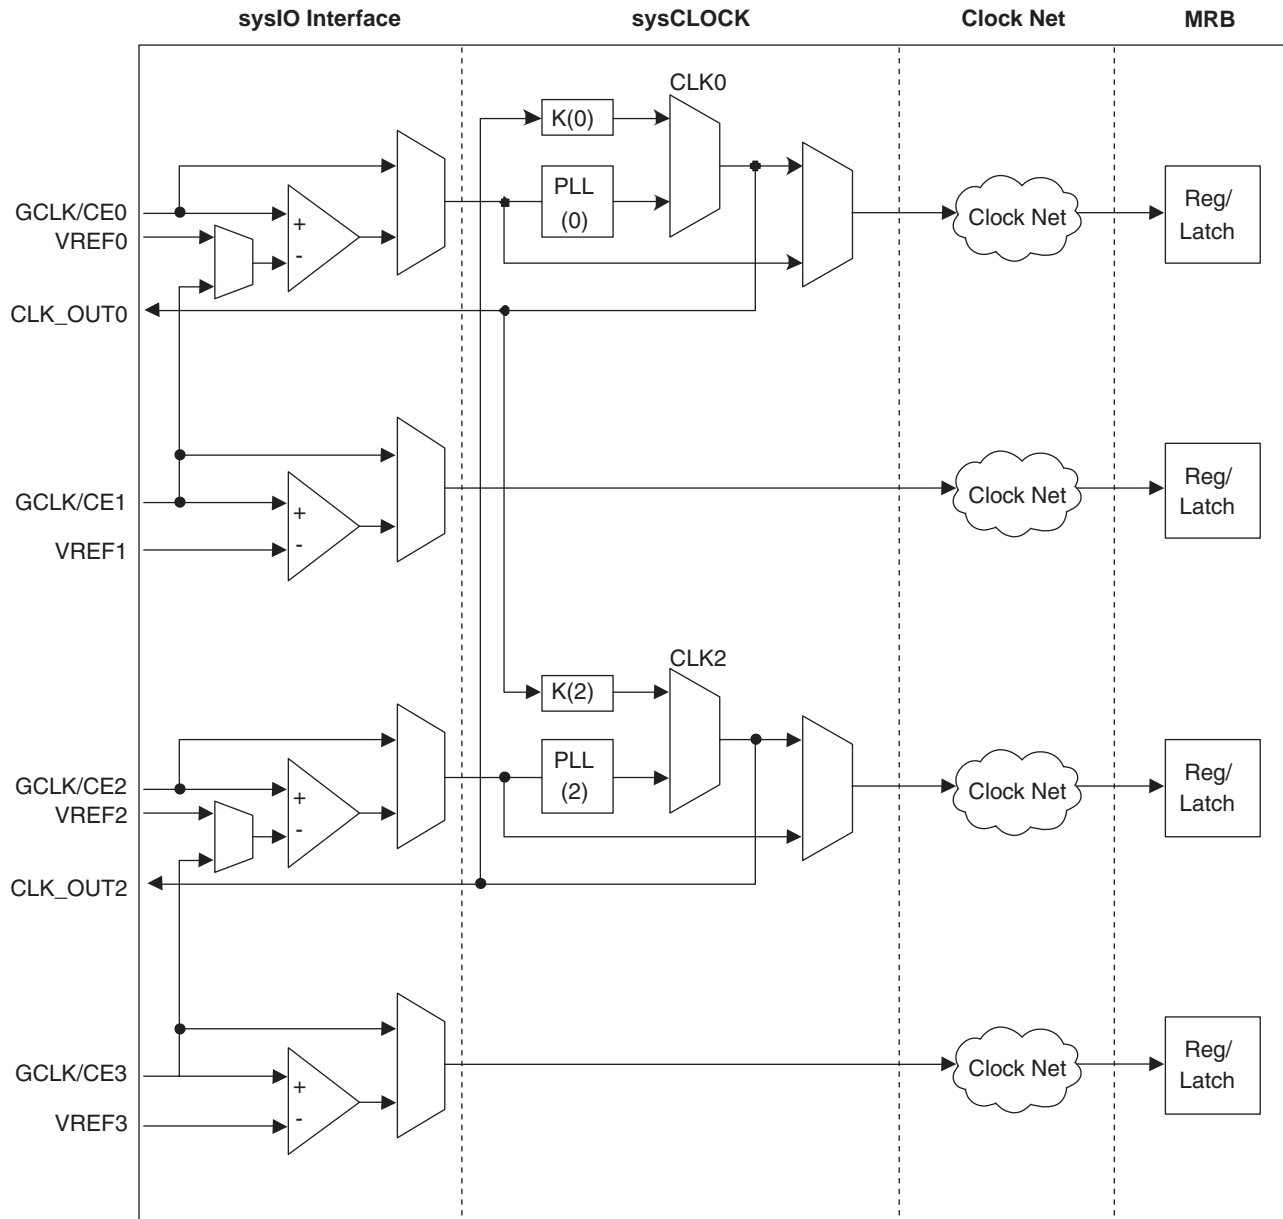 sysIO Interface
sysCLOCK
Clock Net
MRB
CLK0
K(0)
PLL
(0)
GCLK/CE0
VREF0
+
-
Clock Net
Reg/
Latch
CLK_OUT0
GCLK/CE1
VREF1
+
-
Clock Net
Reg/
Latch
CLK2
K(2)
PLL
(2)
GCLK/CE2
VREF2
+
-
Clock Net
Reg/
Latch
CLK_OUT2
GCLK/CE3
VREF3
+
-
Clock Net
Reg/
Latch